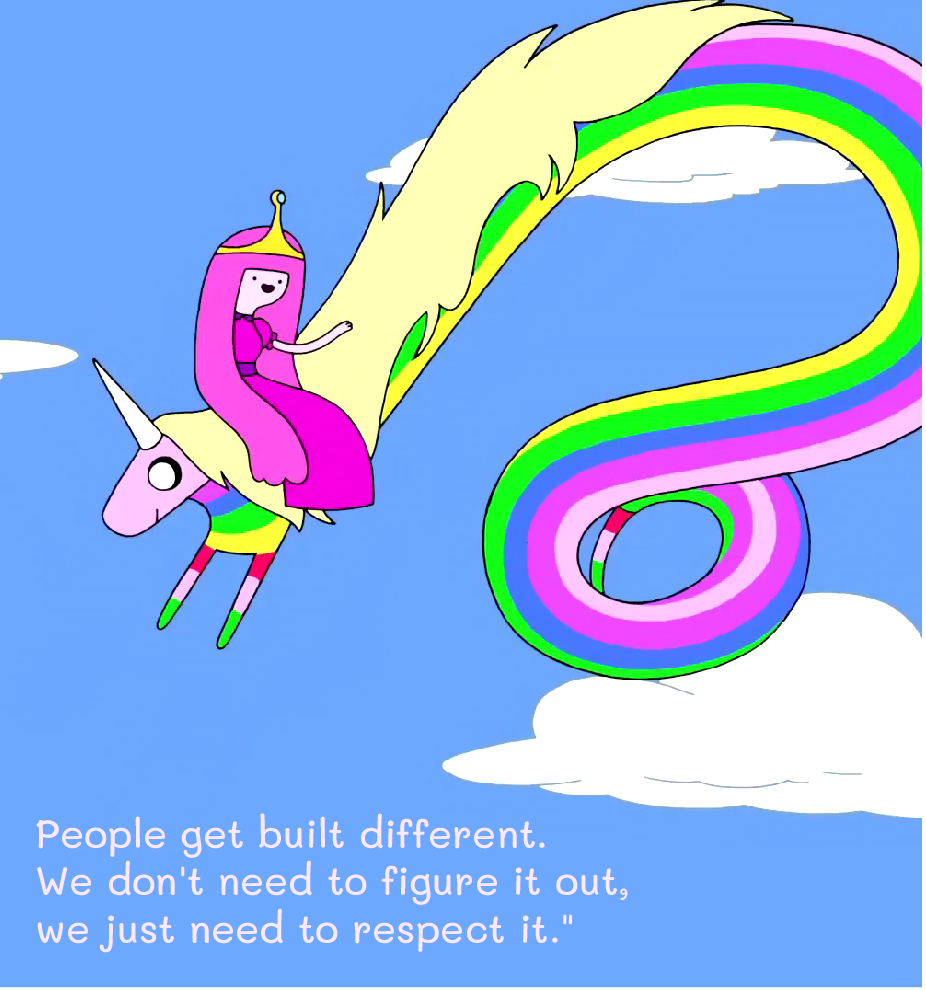 People get built different.
We don't need to figure it out,
we just need to respect it."